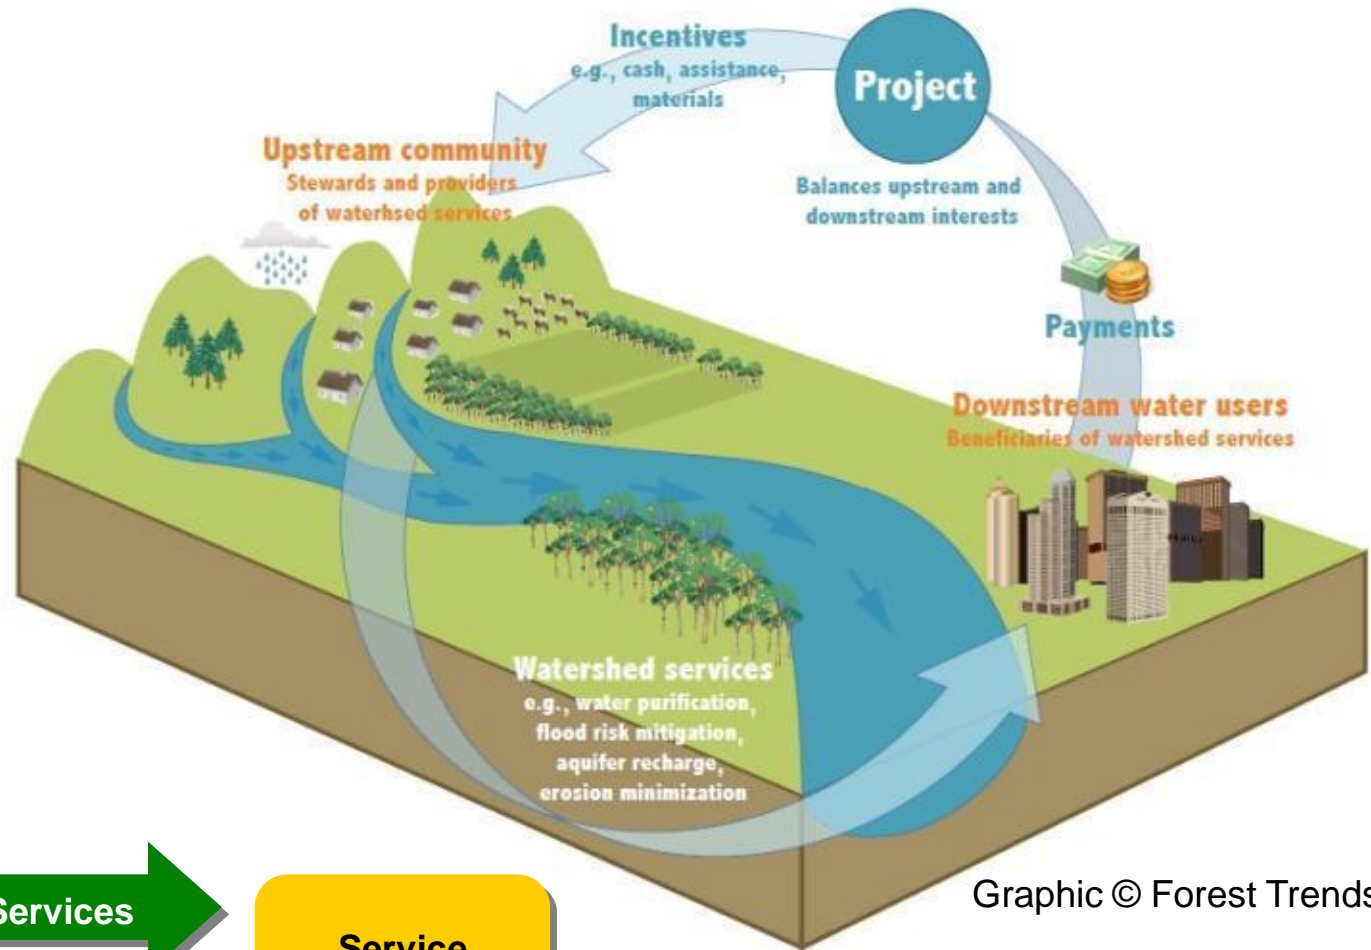 Incentives
e.g., cash, assistance,
materials
Project
Upstream community
Stewards and providers
of waterhsed services
Balances upstream and
downstream interests
Payments
Downstream water users
Beneficiaries of watershed services
Watershed services
e.g., water purification,
flood risk mitigation,
aquifer recharge,
erosion minimization
Graphic © Forest Trends
Services
Service